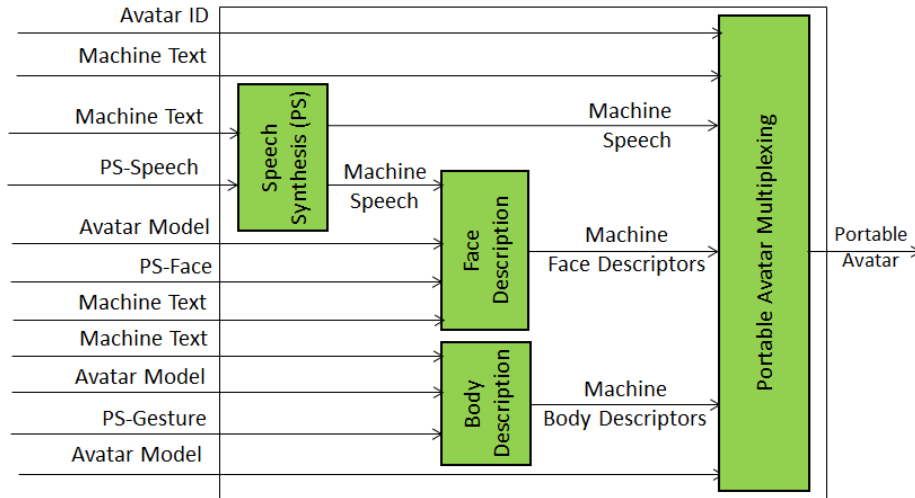 Avatar ID
Machine Text
Machine Text
PS-Speech
Avatar Model
PS-Face
Machine Text
Machine Text
Avatar Model
PS-Gesture
Avatar Model
Speech
Synthesis (PS)
Machine
Speech
Machine
Speech
Face
Description
Machine
Face Descriptors
Body
Description
Machine
Body Descriptors
Portable Avatar Multiplexing
Portable
Avatar